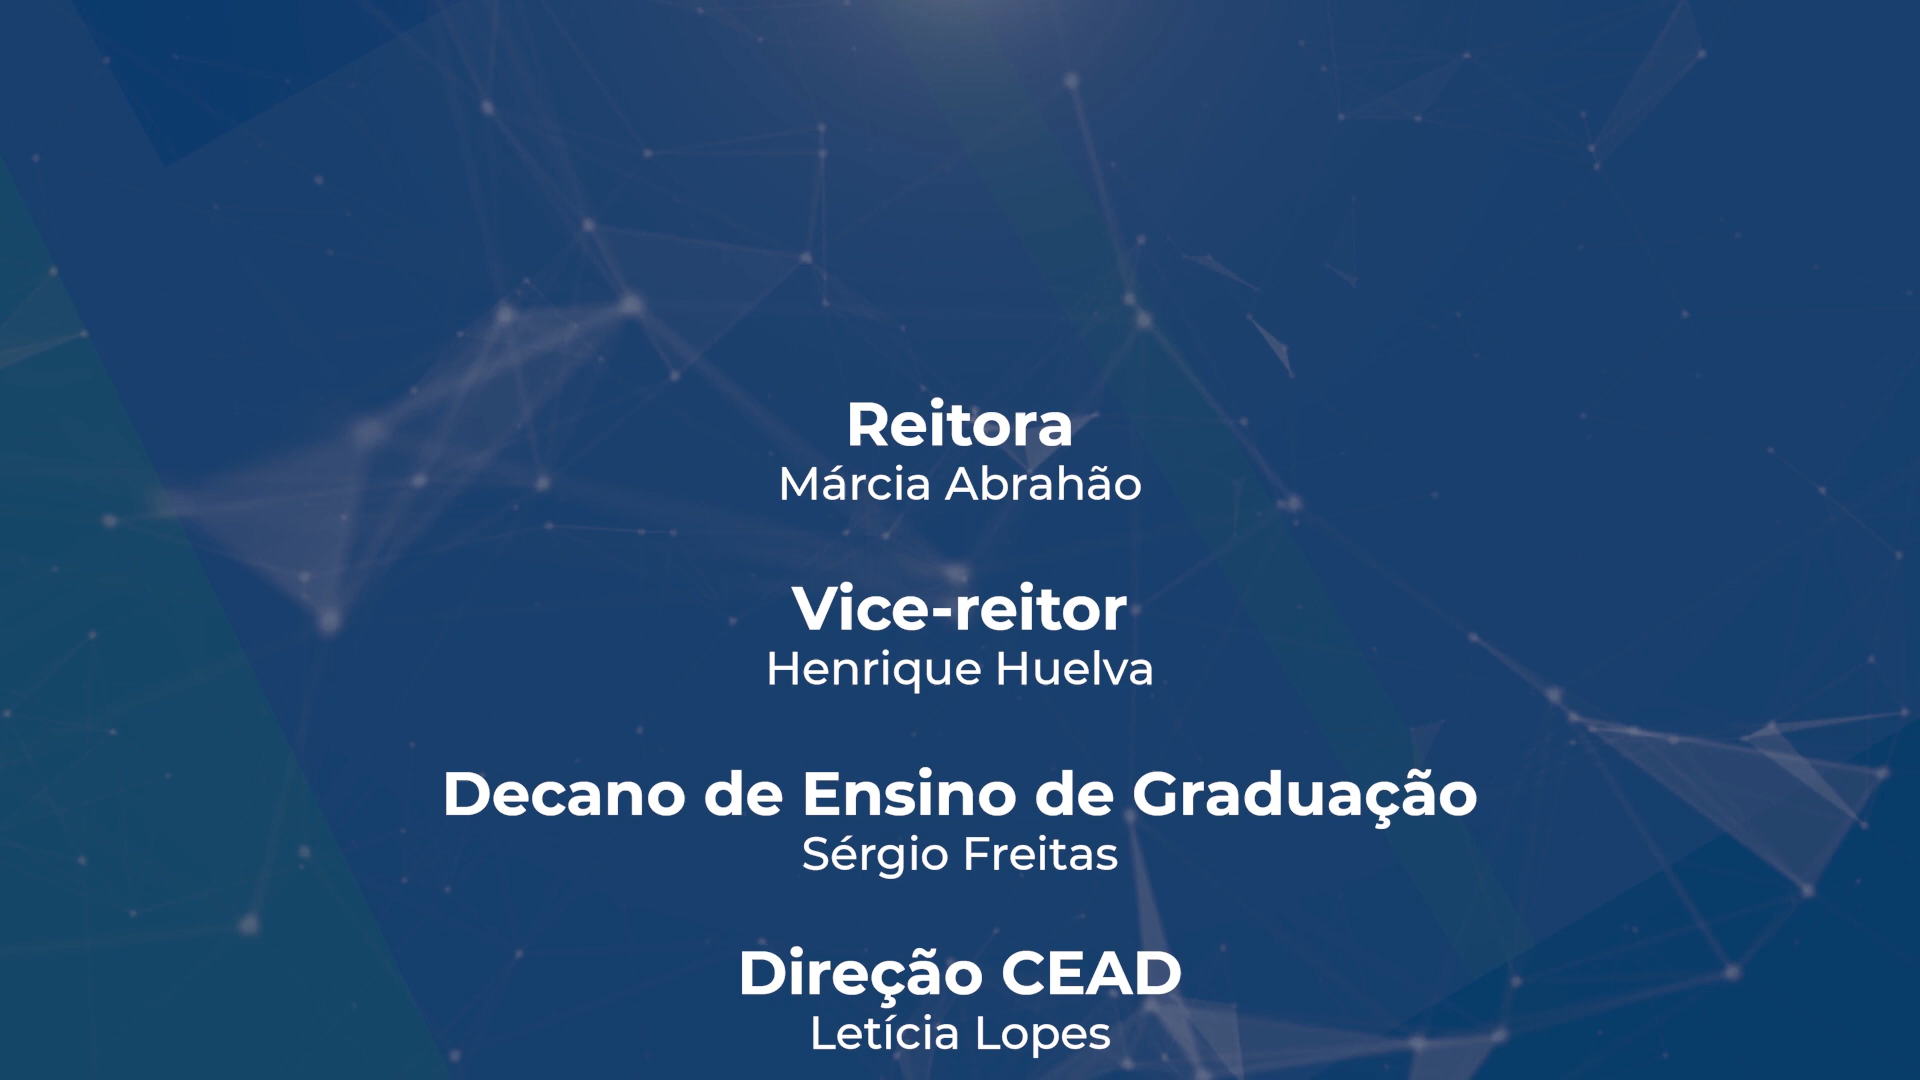 Reitora
Márcia Abrahão
Vice-reitor
Henrique Huelva
Decano de Ensino de Graduação
Sérgio Freitas
Direção CEAD
Letícia Lopes